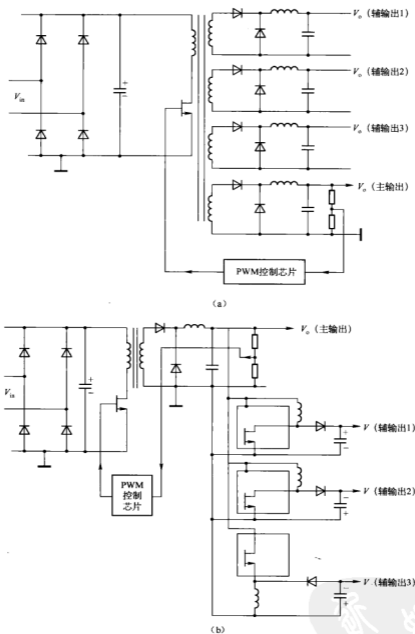 Vo（辅输出1）
Vin
Vo（辅输出2）
Vo（辅输出3）
Vo（主输出）
PWM控制芯片
（a）
Vo（主输出）
Vin
PWM
控制
芯片
V（辅输出1）
V（辅输出2）
V（辅输出3）
（b）